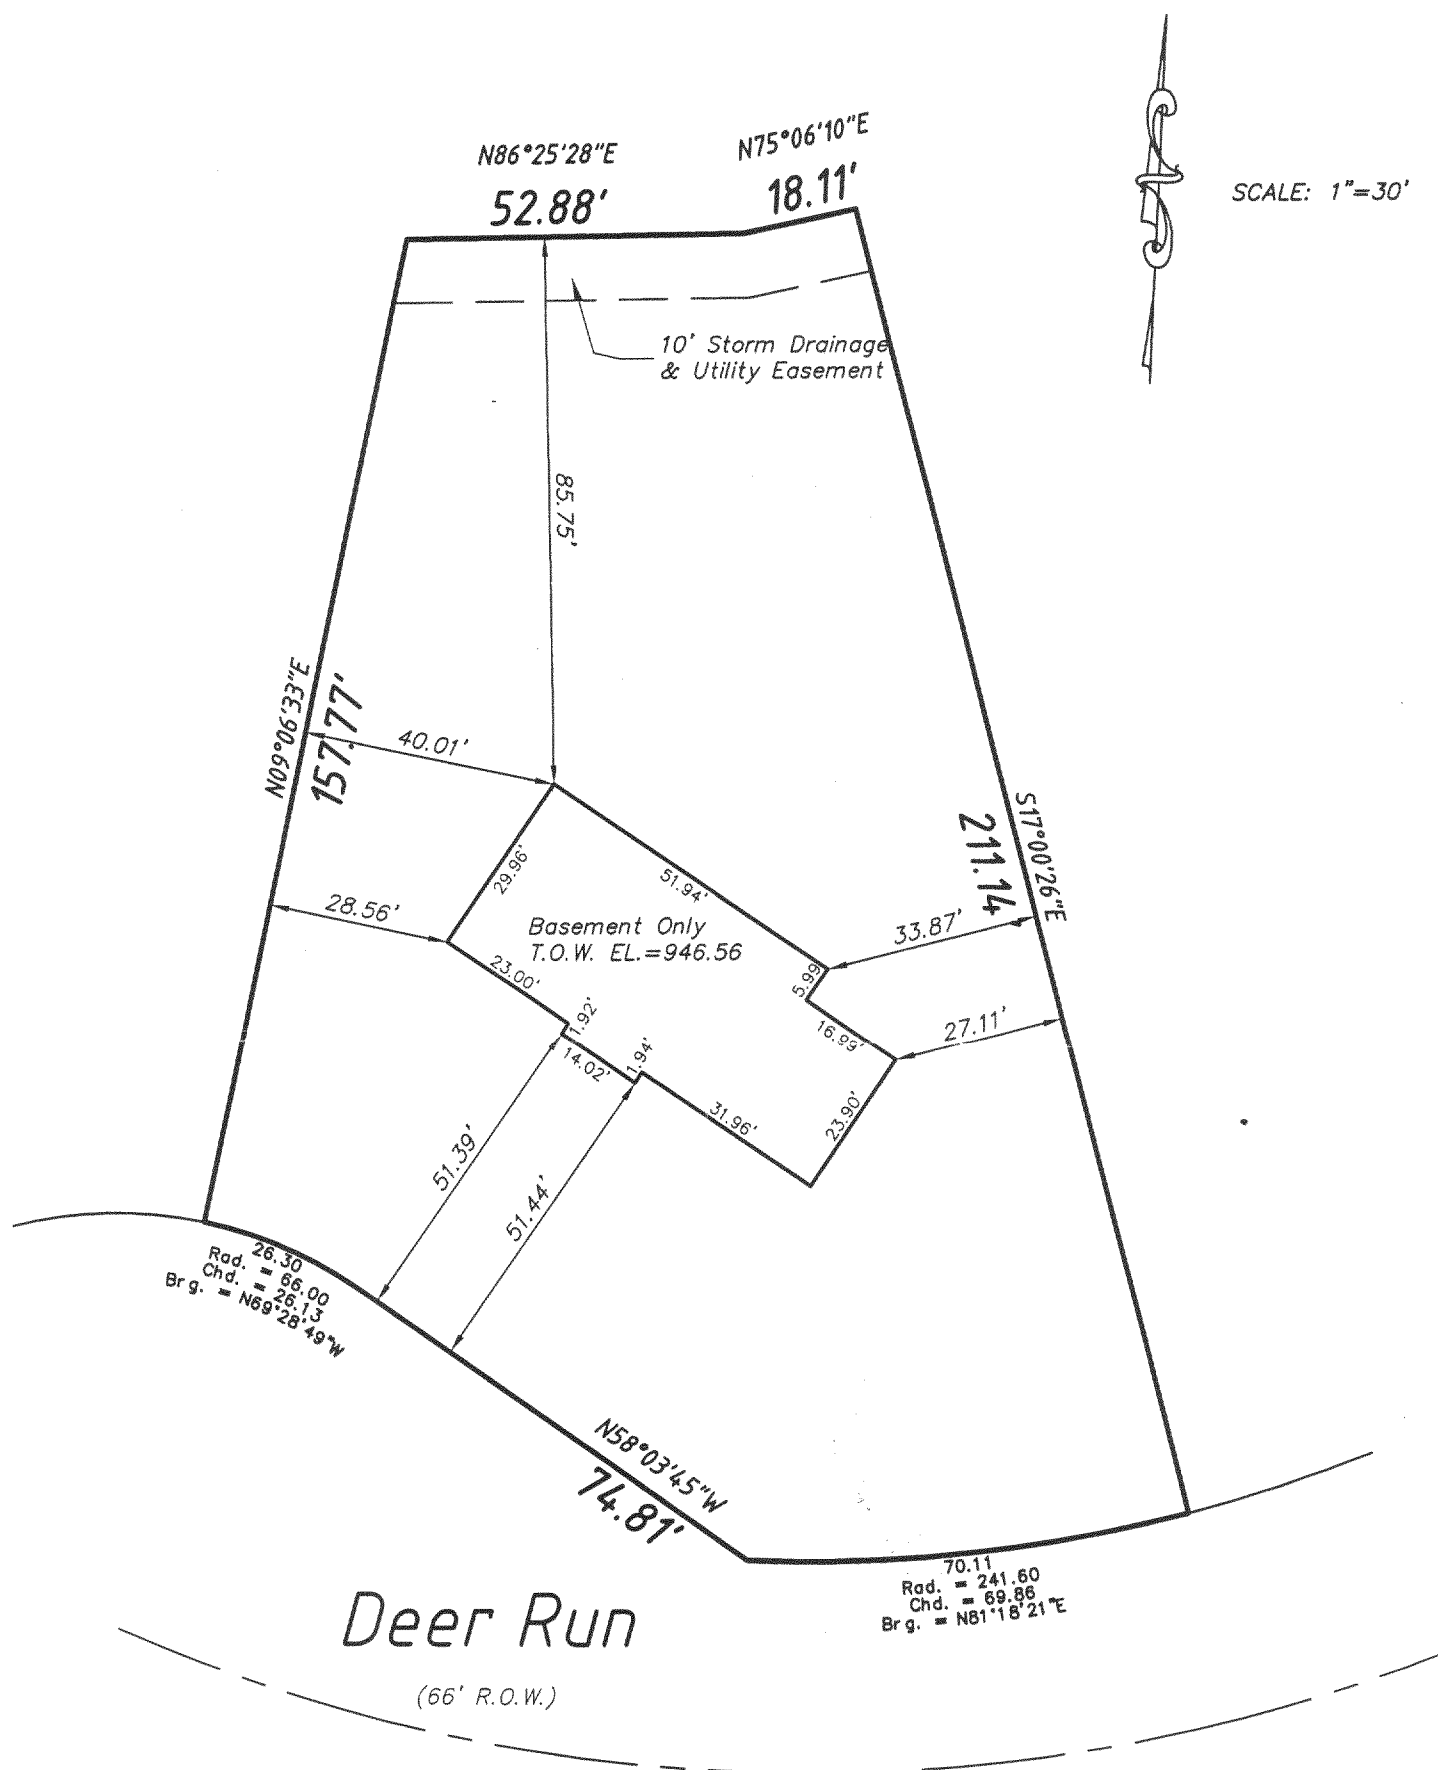 N86°25'28"E
52.88'
N75°06'10"E
18.11'
SCALE: 1"=30'
10' Storm Drainage
& Utility Easement
85.75'
N09°06'33"E
157.77'
40.01'
S17°00'26"E
211.14
29.96'
51.94'
28.56'
Basement Only
T.O.W. EL.=946.56
33.87'
5.99'
23.00'
1.92'
16.99'
27.11'
14.02'
1.94'
31.96'
23.90'
51.39'
51.44'
26.30
Rad. = 66.00
Chd. = 26.13
Brg. = N69°28'49"W
N58°03'45"W
74.81'
70.11
Rad. = 241.60
Chd. = 69.86
Brg. = N81°18'21"E
Deer Run
(66' R.O.W.)